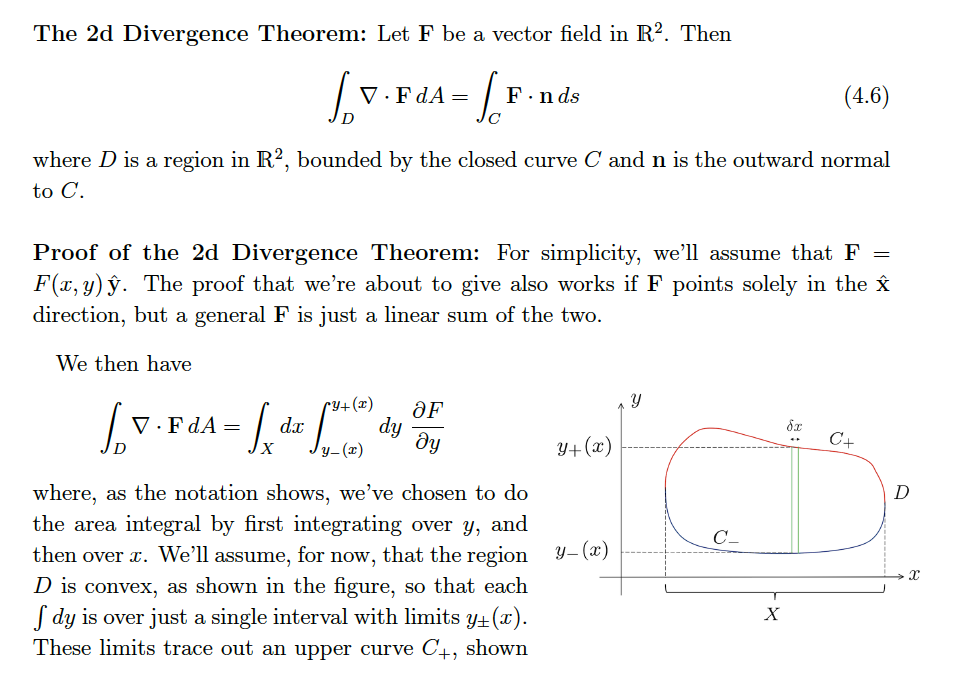 The 2d Divergence Theorem: Let F be a vector field in ℝ². Then
∫_D ∇ · F dA = ∫_C F · n ds (4.6)
where D is a region in ℝ², bounded by the closed curve C and n is the outward normal
to C.
Proof of the 2d Divergence Theorem: For simplicity, we'll assume that F =
F(x, y) ŷ. The proof that we're about to give also works if F points solely in the x̂
direction, but a general F is just a linear sum of the two.
We then have
∫_D ∇ · F dA = ∫_X dx ∫_{y₋(x)}^{y₊(x)} dy ∂F/∂y
where, as the notation shows, we've chosen to do
the area integral by first integrating over y, and
then over x. We'll assume, for now, that the region
D is convex, as shown in the figure, so that each
∫ dy is over just a single interval with limits y±(x).
These limits trace out an upper curve C₊, shown
y
δx
C₊
y₊(x)
D
C₋
y₋(x)
x
X